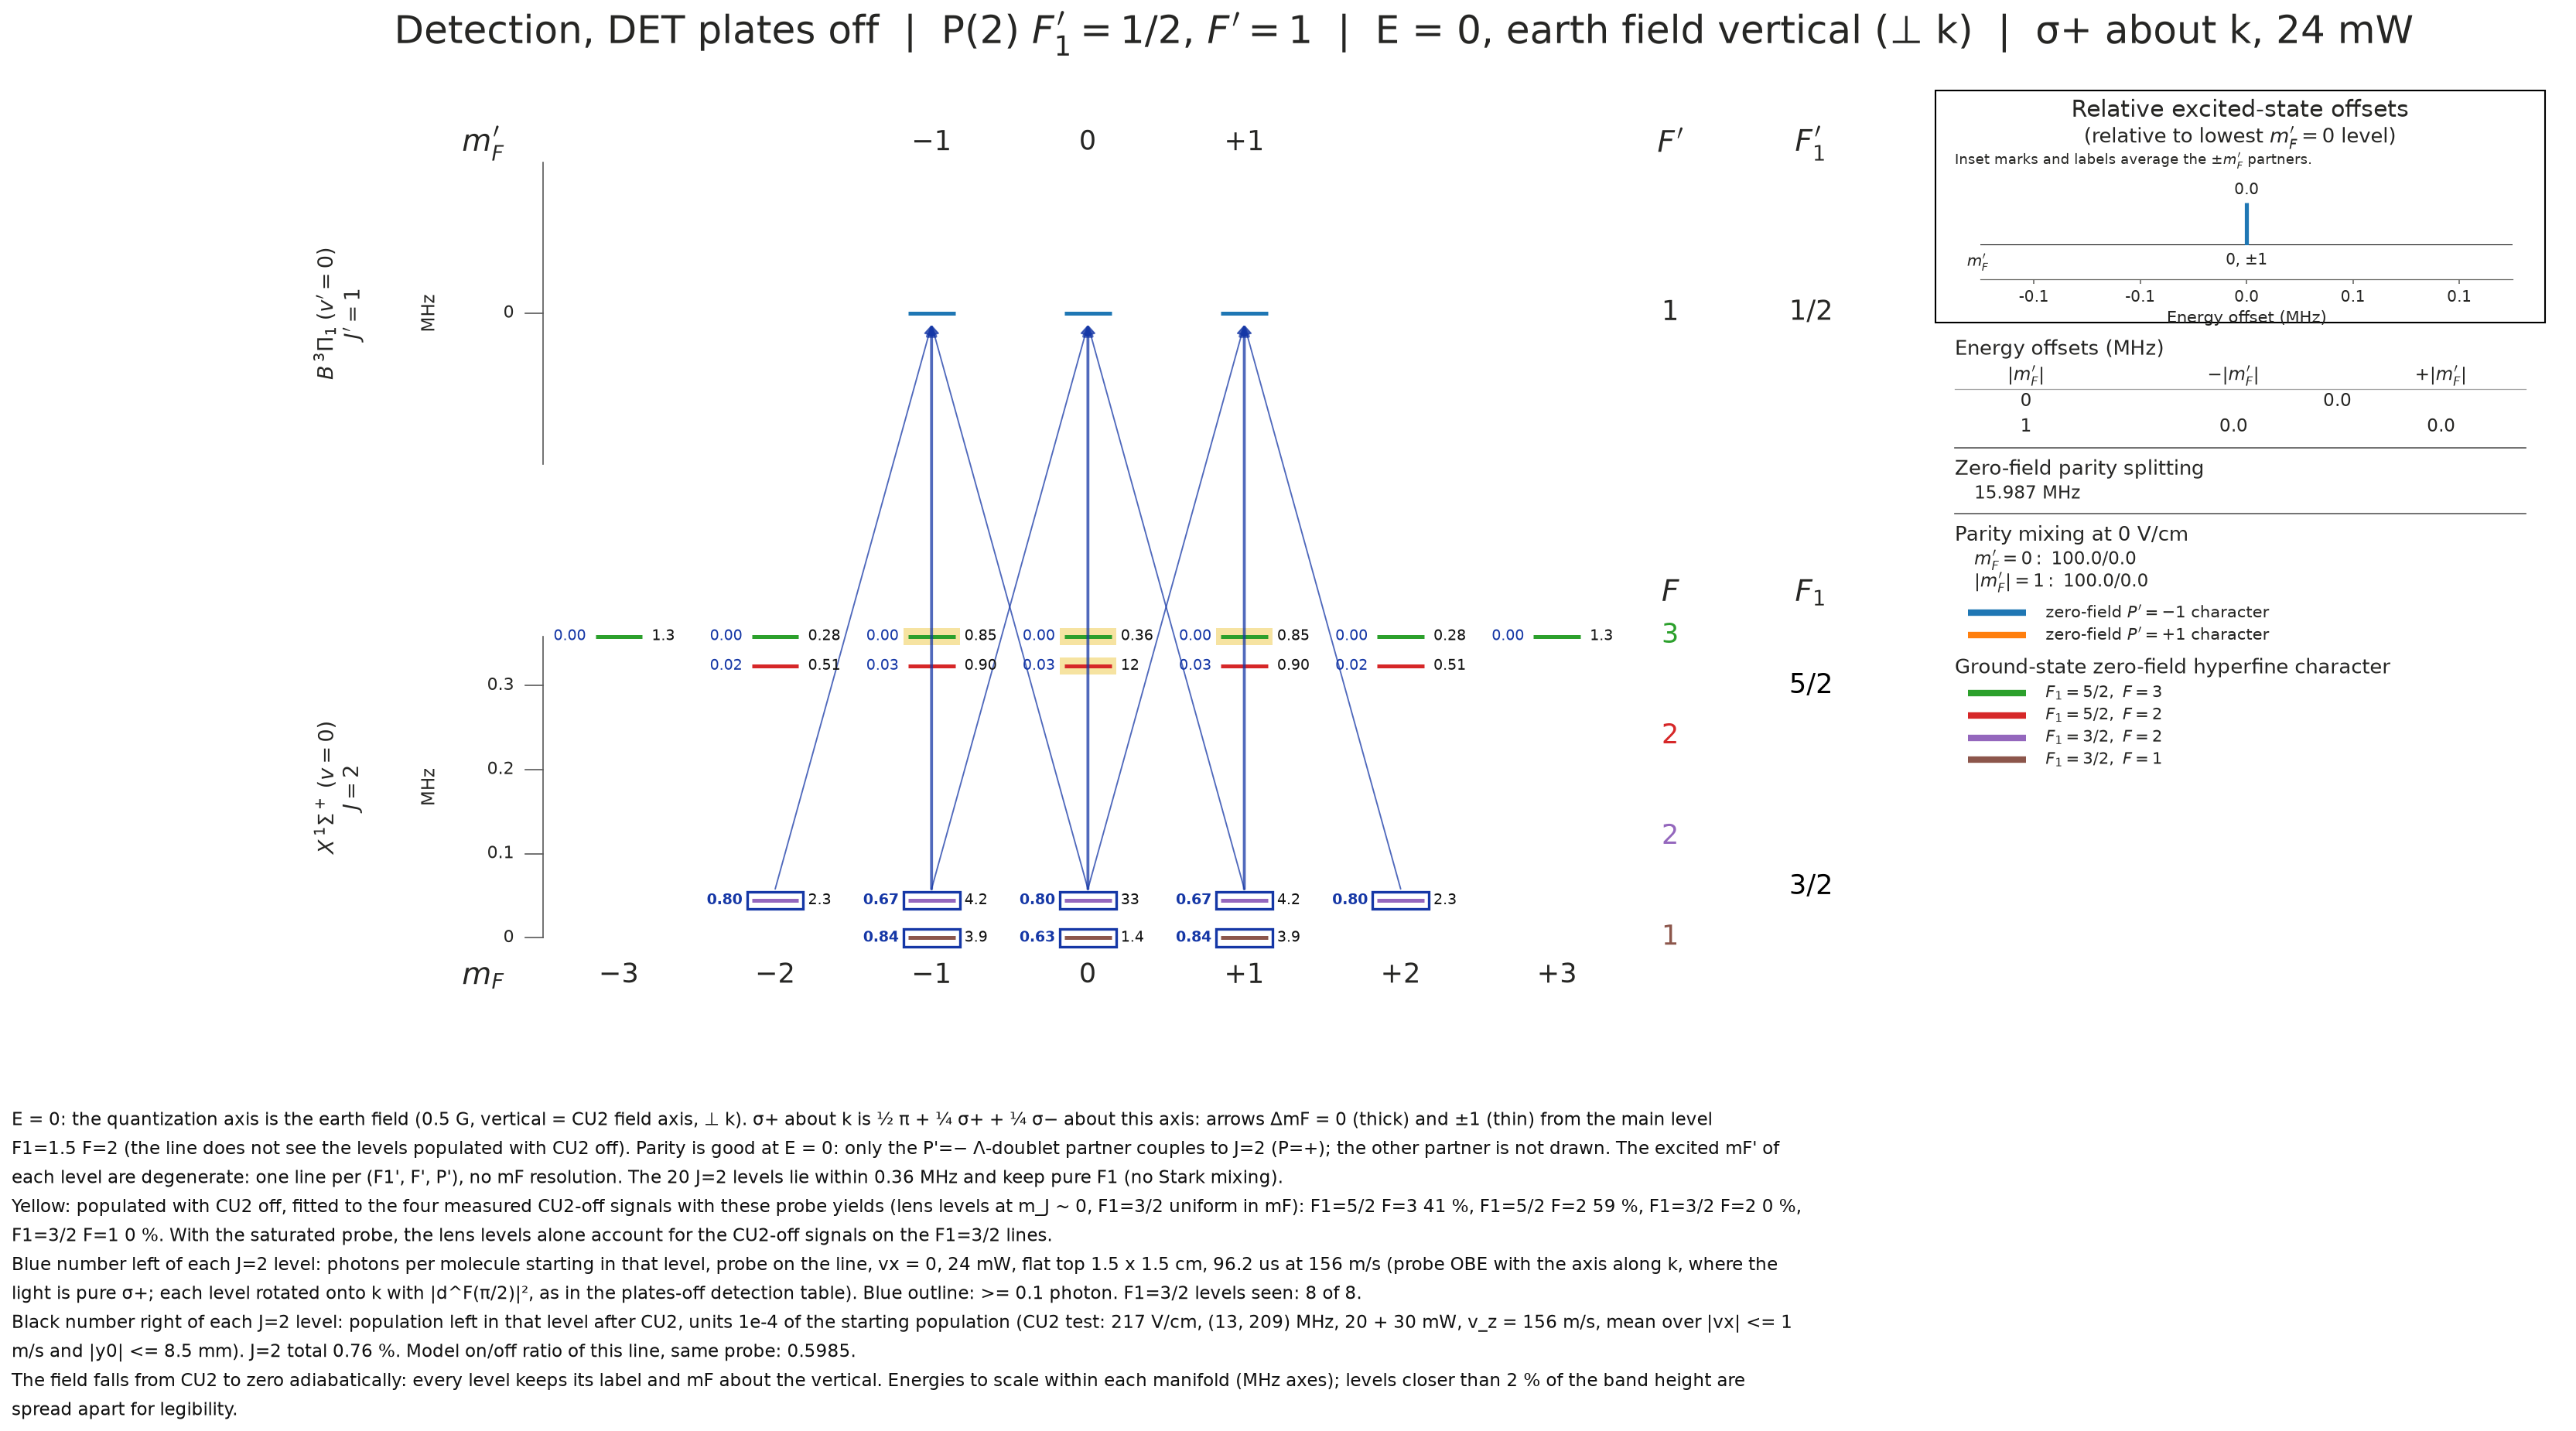 Detection, DET plates off | P(2) F′₁ = 1/2, F′ = 1 | E = 0, earth field vertical (⊥ k) | σ+ about k, 24 mW
m′F −1 0 +1 F′ F′₁
B ³Π₁ (v′ = 0)
J′ = 1
MHz
0
1 1/2
F F₁
0.00 1.3 0.00 0.28 0.00 0.85 0.00 0.36 0.00 0.85 0.00 0.28 0.00 1.3 3
0.02 0.51 0.03 0.90 0.03 12 0.03 0.90 0.02 0.51
0.3 5/2
2
0.2
X ¹Σ⁺ (v = 0)
J = 2
MHz
2
0.1
3/2
0.80 2.3 0.67 4.2 0.80 33 0.67 4.2 0.80 2.3
0 0.84 3.9 0.63 1.4 0.84 3.9 1
mF −3 −2 −1 0 +1 +2 +3
Relative excited-state offsets
(relative to lowest m′F = 0 level)
Inset marks and labels average the ±m′F partners.
0.0
m′F 0, ±1
-0.1 -0.1 0.0 0.1 0.1
Energy offset (MHz)
Energy offsets (MHz)
|m′F| −|m′F| +|m′F|
0 0.0
1 0.0 0.0
Zero-field parity splitting
15.987 MHz
Parity mixing at 0 V/cm
m′F = 0 : 100.0/0.0
|m′F| = 1 : 100.0/0.0
zero-field P′ = −1 character
zero-field P′ = +1 character
Ground-state zero-field hyperfine character
F₁ = 5/2, F = 3
F₁ = 5/2, F = 2
F₁ = 3/2, F = 2
F₁ = 3/2, F = 1
E = 0: the quantization axis is the earth field (0.5 G, vertical = CU2 field axis, ⊥ k). σ+ about k is ½ π + ¼ σ+ + ¼ σ− about this axis: arrows ΔmF = 0 (thick) and ±1 (thin) from the main level
F1=1.5 F=2 (the line does not see the levels populated with CU2 off). Parity is good at E = 0: only the P'=− Λ-doublet partner couples to J=2 (P=+); the other partner is not drawn. The excited mF' of
each level are degenerate: one line per (F1', F', P'), no mF resolution. The 20 J=2 levels lie within 0.36 MHz and keep pure F1 (no Stark mixing).
Yellow: populated with CU2 off, fitted to the four measured CU2-off signals with these probe yields (lens levels at m_J ~ 0, F1=3/2 uniform in mF): F1=5/2 F=3 41 %, F1=5/2 F=2 59 %, F1=3/2 F=2 0 %,
F1=3/2 F=1 0 %. With the saturated probe, the lens levels alone account for the CU2-off signals on the F1=3/2 lines.
Blue number left of each J=2 level: photons per molecule starting in that level, probe on the line, vx = 0, 24 mW, flat top 1.5 x 1.5 cm, 96.2 us at 156 m/s (probe OBE with the axis along k, where the
light is pure σ+; each level rotated onto k with |d^F(π/2)|², as in the plates-off detection table). Blue outline: >= 0.1 photon. F1=3/2 levels seen: 8 of 8.
Black number right of each J=2 level: population left in that level after CU2, units 1e-4 of the starting population (CU2 test: 217 V/cm, (13, 209) MHz, 20 + 30 mW, v_z = 156 m/s, mean over |vx| <= 1
m/s and |y0| <= 8.5 mm). J=2 total 0.76 %. Model on/off ratio of this line, same probe: 0.5985.
The field falls from CU2 to zero adiabatically: every level keeps its label and mF about the vertical. Energies to scale within each manifold (MHz axes); levels closer than 2 % of the band height are
spread apart for legibility.